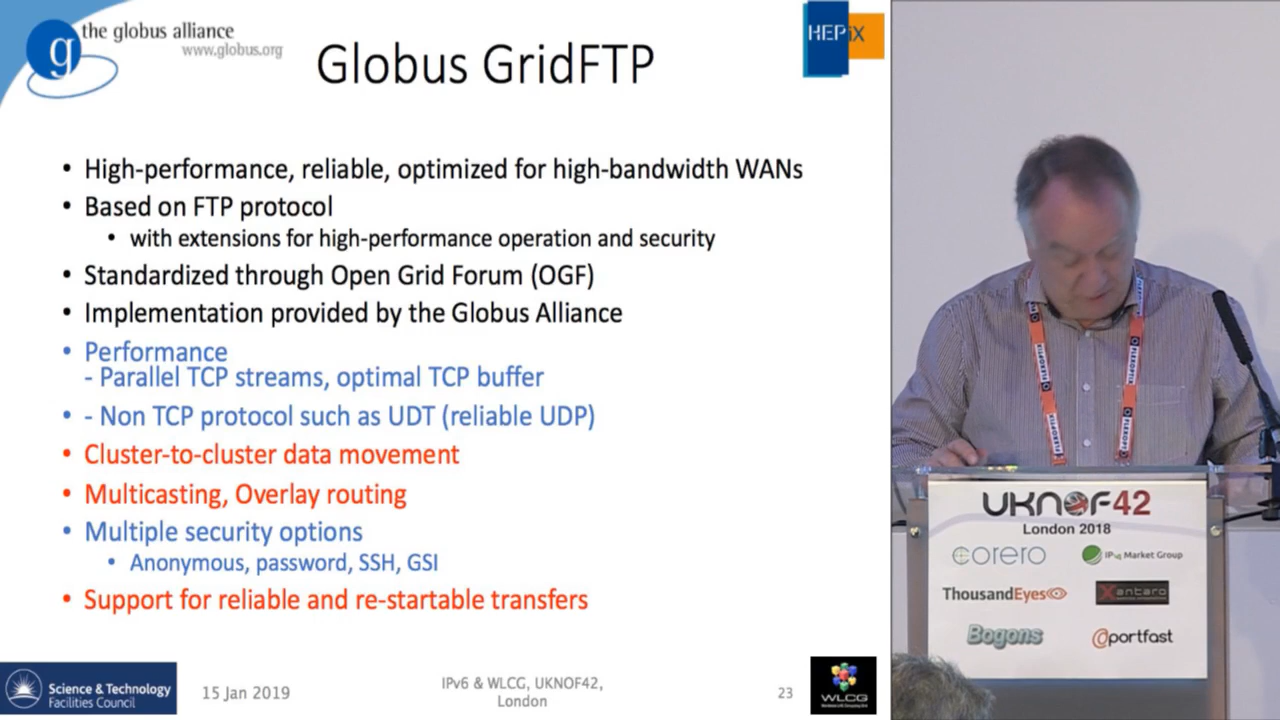 the globus alliance
www.globus.org
g
Globus GridFTP
HEPiX
• High-performance, reliable, optimized for high-bandwidth WANs
• Based on FTP protocol
• with extensions for high-performance operation and security
• Standardized through Open Grid Forum (OGF)
• Implementation provided by the Globus Alliance
• Performance
- Parallel TCP streams, optimal TCP buffer
• - Non TCP protocol such as UDT (reliable UDP)
• Cluster-to-cluster data movement
• Multicasting, Overlay routing
• Multiple security options
• Anonymous, password, SSH, GSI
• Support for reliable and re-startable transfers
Science & Technology
Facilities Council
15 Jan 2019
IPv6 & WLCG, UKNOF42,
London
23
WLCG
FLEXOPTIX
FLEXOPTIX
UKNOF42
London 2018
corero
IPv4 Market Group
ThousandEyes
Xantaro
Bogons
portfast